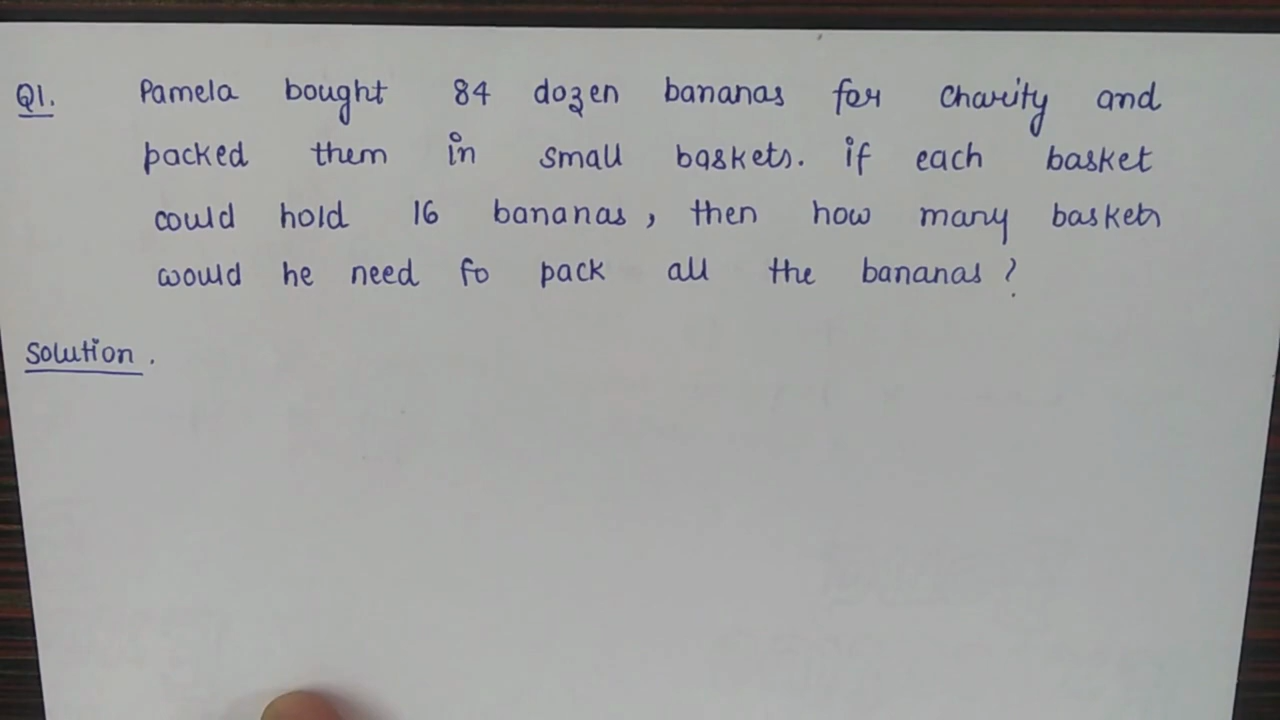 Q1. Pamela bought 84 dozen bananas for charity and
packed them in small baskets. if each basket
could hold 16 bananas, then how many baskets
would he need to pack all the bananas?
Solution.